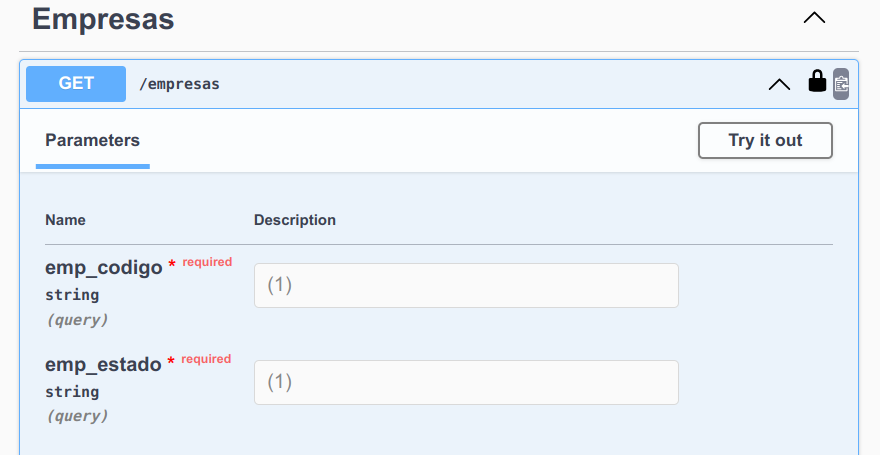 Empresas
GET /empresas
Parameters
Try it out
Name Description
emp_codigo * required
(1)
string
(query)
emp_estado * required
(1)
string
(query)